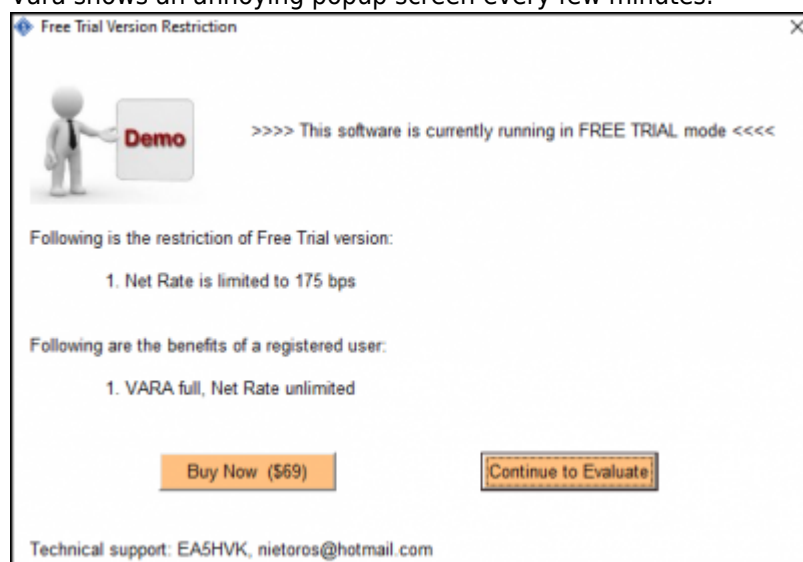 Vara shows an annoying popup screen every few minutes.
Free Trial Version Restriction
Demo
>>>> This software is currently running in FREE TRIAL mode <<<<
Following is the restriction of Free Trial version:
1. Net Rate is limited to 175 bps
Following are the benefits of a registered user:
1. VARA full, Net Rate unlimited
Buy Now ($69)
Continue to Evaluate
Technical support: EA5HVK, nietoros@hotmail.com